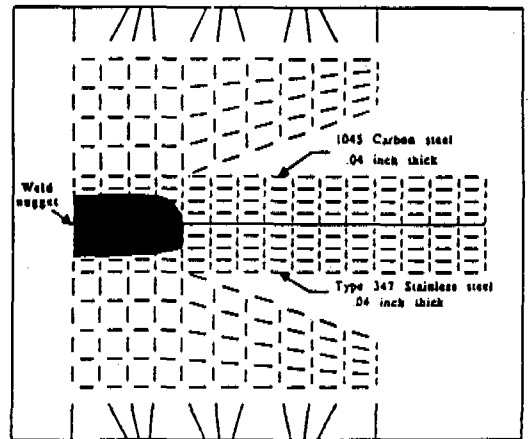 1045 Carbon steel
.04 inch thick
Weld
nugget
Type 347 Stainless steel
.04 inch thick